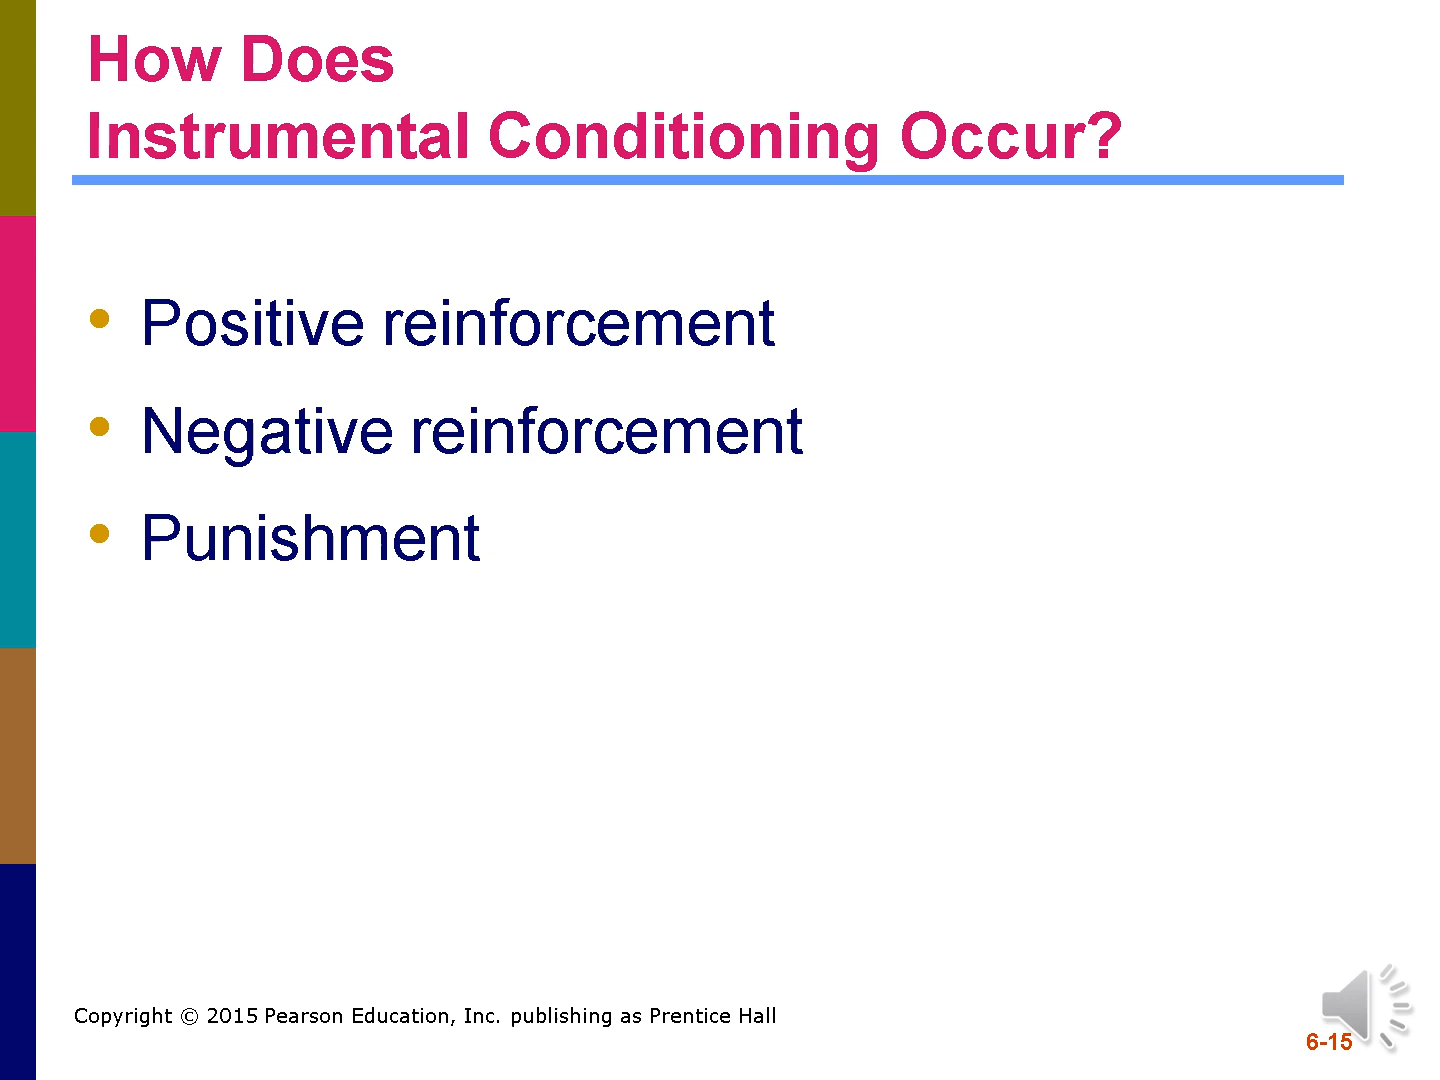 How Does
Instrumental Conditioning Occur?
• Positive reinforcement
• Negative reinforcement
• Punishment
Copyright © 2015 Pearson Education, Inc. publishing as Prentice Hall
6-15